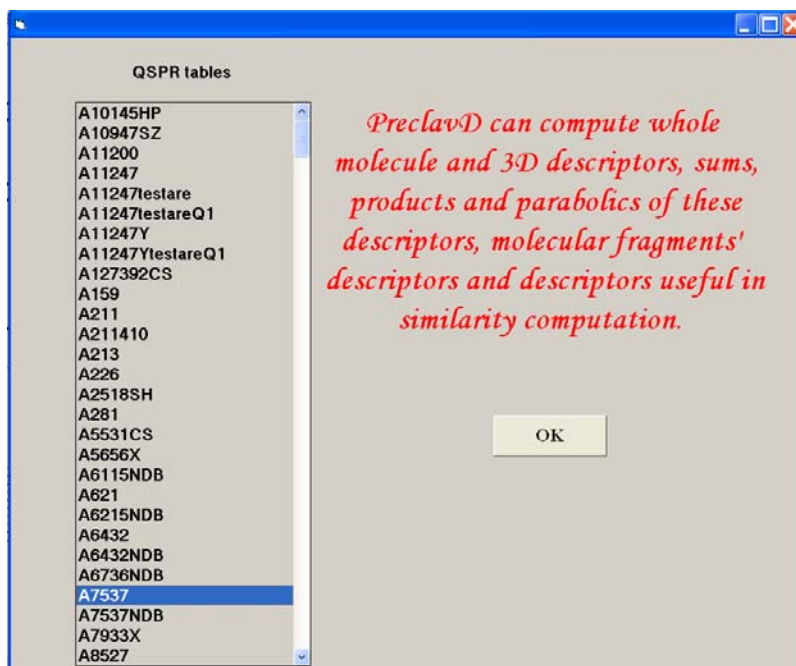 QSPR tables
A10145HP
A10947SZ
A11200
A11247
A11247testare
A11247testareQ1
A11247Y
A11247YtestareQ1
A127392CS
A159
A211
A211410
A213
A226
A2518SH
A281
A5531CS
A5656X
A6115NDB
A621
A6215NDB
A6432
A6432NDB
A6736NDB
A7537
A7537NDB
A7933X
A8527
PreclavD can compute whole
molecule and 3D descriptors, sums,
products and parabolics of these
descriptors, molecular fragments'
descriptors and descriptors useful in
similarity computation.
OK